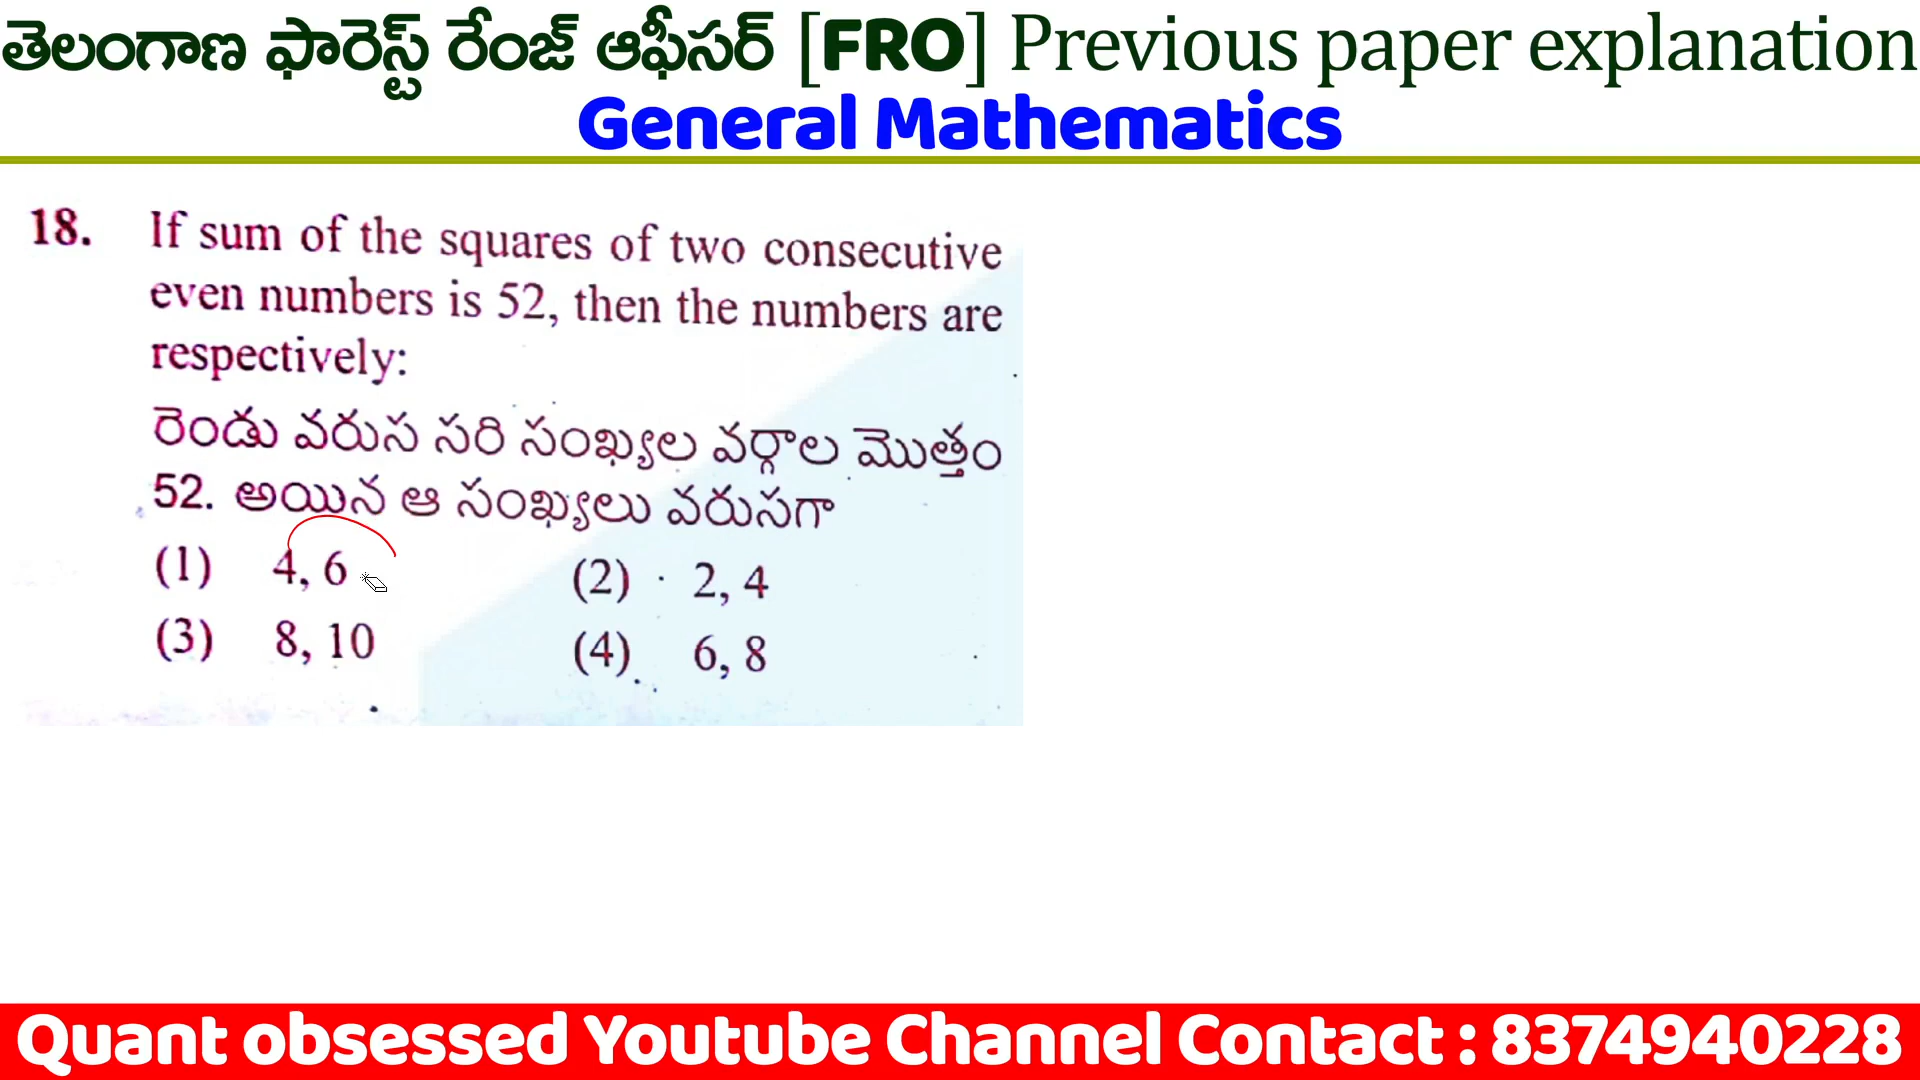 తెలంగాణ ఫారెస్ట్ రేంజ్ ఆఫీసర్ [FRO] Previous paper explanation
General Mathematics
18. If sum of the squares of two consecutive
even numbers is 52, then the numbers are
respectively:
రెండు వరుస సరి సంఖ్యల వర్గాల మొత్తం
52. అయిన ఆ సంఖ్యలు వరుసగా
(1) 4, 6 (2) 2, 4
(3) 8, 10 (4) 6, 8
Quant obsessed Youtube Channel Contact : 8374940228